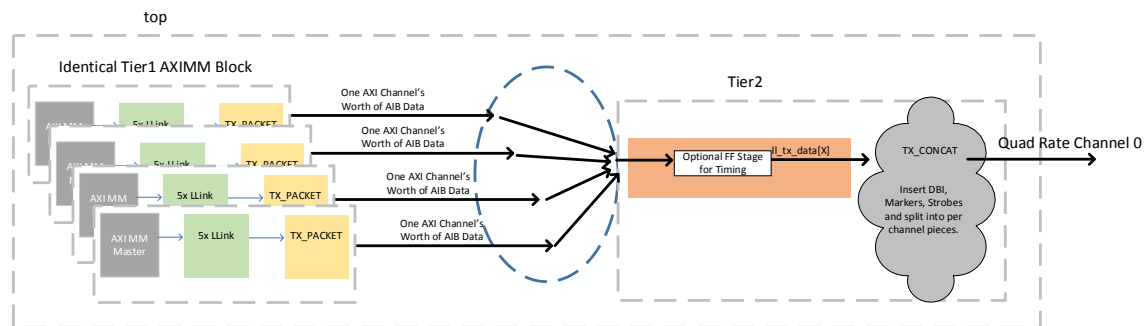 top
Identical Tier1 AXIMM Block
AXI MM
5x LLink
TX_PACKET
5x LLink
TX_PACKET
AXI MM
5x LLink
TX_PACKET
AXI MM
Master
5x LLink
TX_PACKET
One AXI Channel's
Worth of AIB Data
One AXI Channel's
Worth of AIB Data
One AXI Channel's
Worth of AIB Data
One AXI Channel's
Worth of AIB Data
Tier2
Optional FF Stage
for Timing
ll_tx_data[X]
TX_CONCAT
Insert DBI,
Markers, Strobes
and split into per
channel pieces.
Quad Rate Channel 0